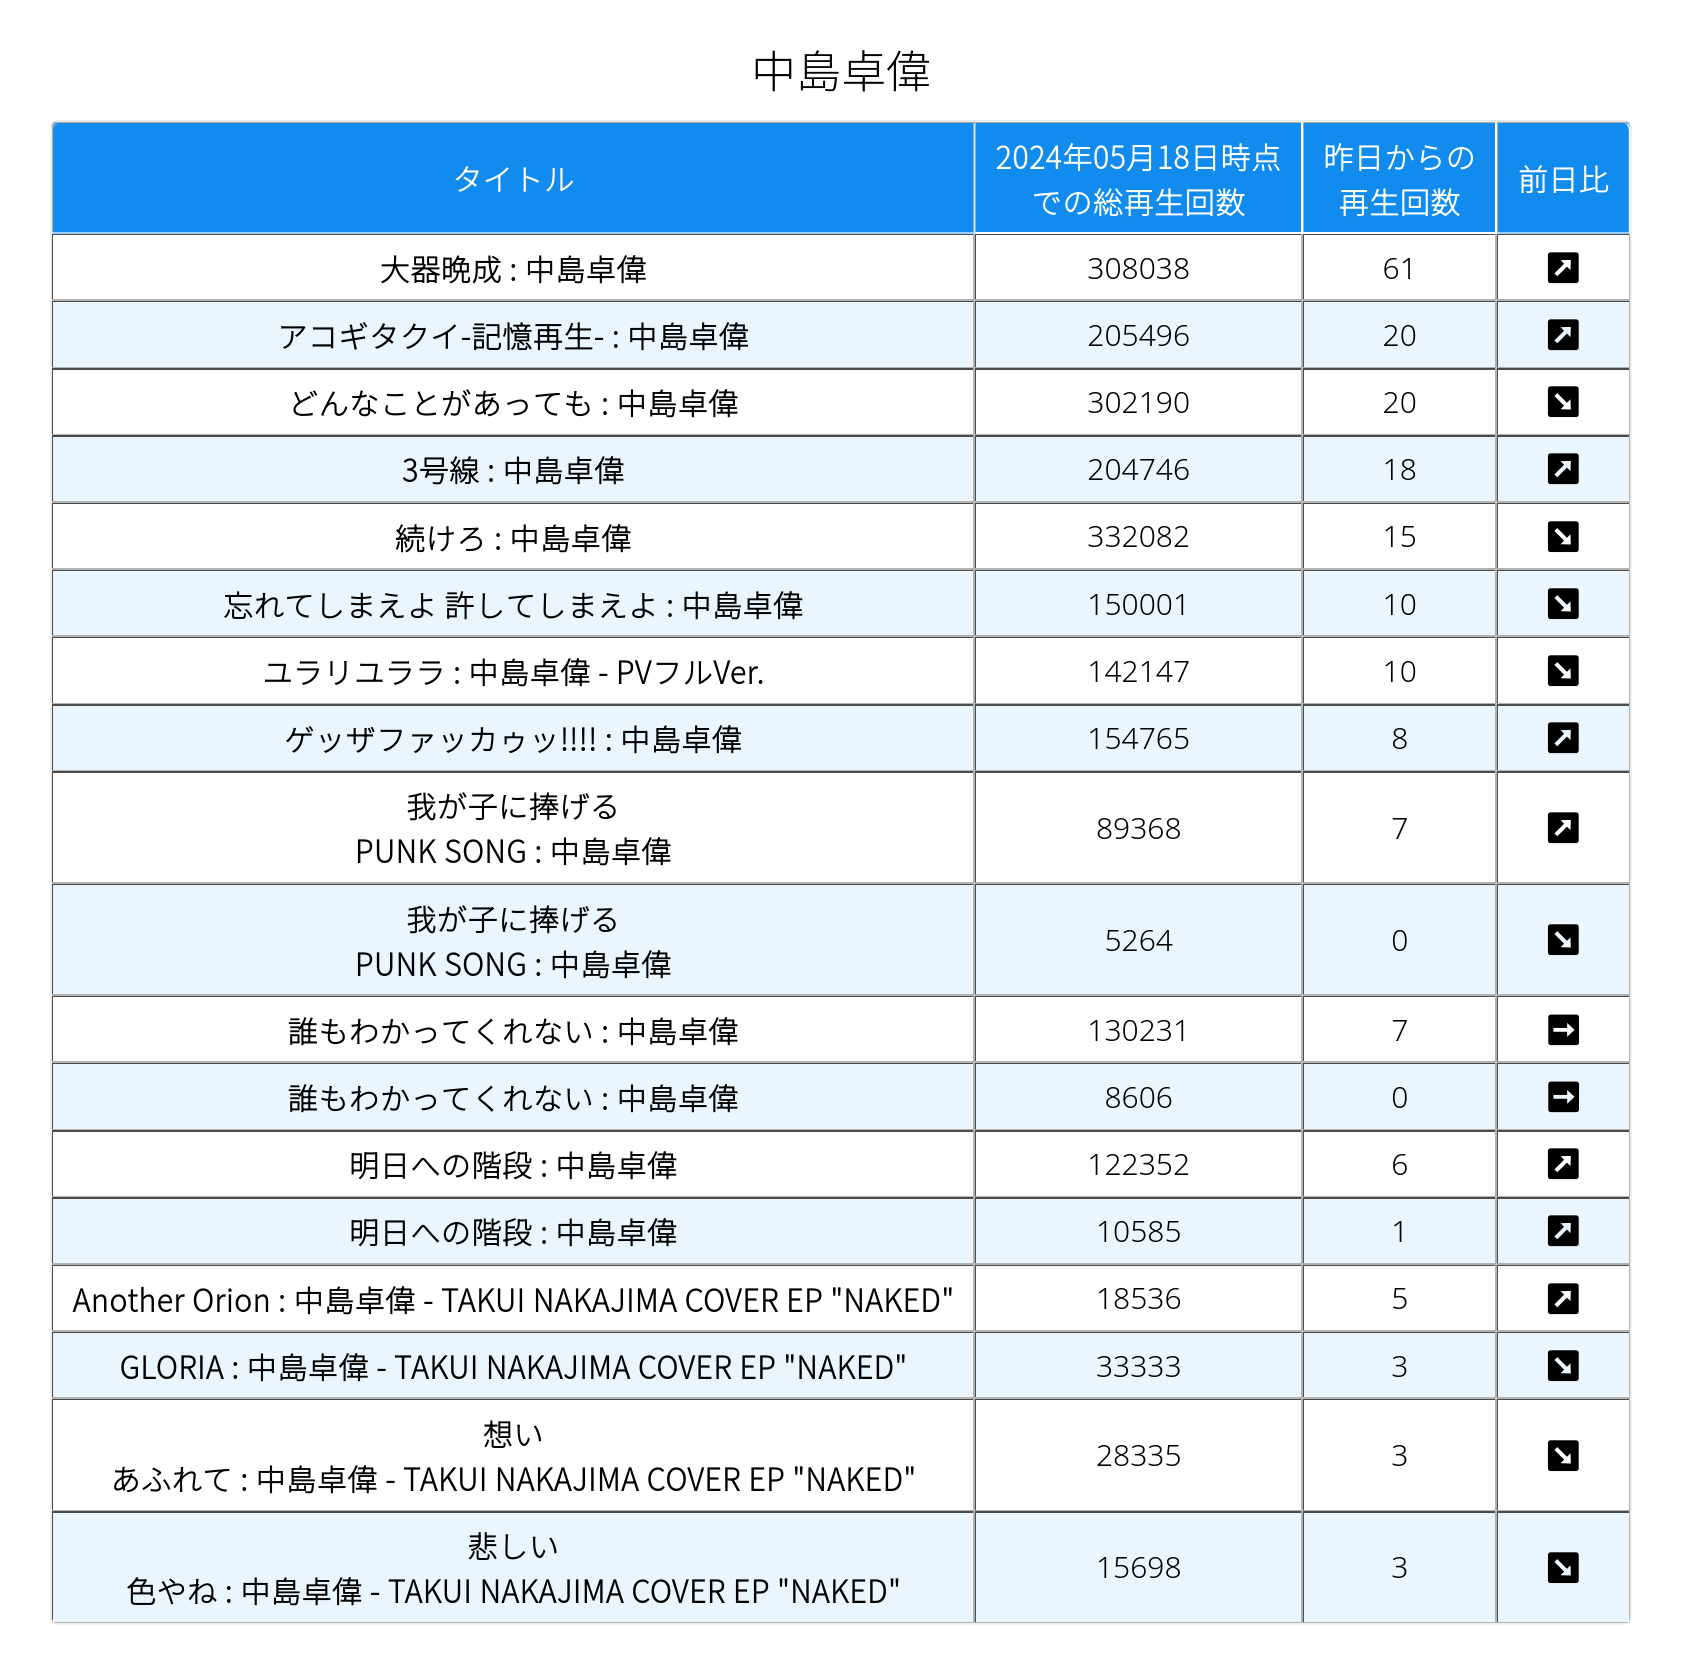 中島卓偉
タイトル
2024年05月18日時点
での総再生回数
昨日からの
再生回数
前日比
大器晩成 : 中島卓偉 308038 61
アコギタクイ-記憶再生- : 中島卓偉 205496 20
どんなことがあっても : 中島卓偉 302190 20
3号線 : 中島卓偉 204746 18
続けろ : 中島卓偉 332082 15
忘れてしまえよ 許してしまえよ : 中島卓偉 150001 10
ユラリユララ : 中島卓偉 - PVフルVer. 142147 10
ゲッザファッカゥッ!!!! : 中島卓偉 154765 8
我が子に捧げる
PUNK SONG : 中島卓偉 89368 7
我が子に捧げる
PUNK SONG : 中島卓偉 5264 0
誰もわかってくれない : 中島卓偉 130231 7
誰もわかってくれない : 中島卓偉 8606 0
明日への階段 : 中島卓偉 122352 6
明日への階段 : 中島卓偉 10585 1
Another Orion : 中島卓偉 - TAKUI NAKAJIMA COVER EP "NAKED" 18536 5
GLORIA : 中島卓偉 - TAKUI NAKAJIMA COVER EP "NAKED" 33333 3
想い
あふれて : 中島卓偉 - TAKUI NAKAJIMA COVER EP "NAKED" 28335 3
悲しい
色やね : 中島卓偉 - TAKUI NAKAJIMA COVER EP "NAKED" 15698 3